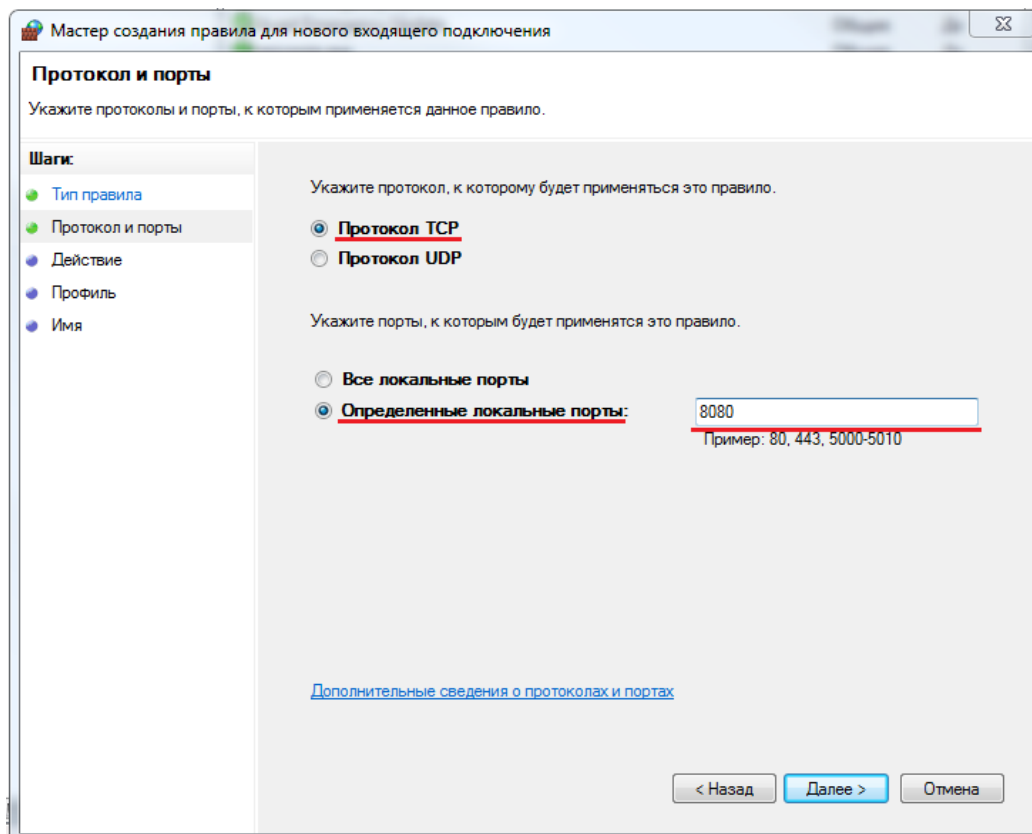 Мастер создания правила для нового входящего подключения
Протокол и порты
Укажите протоколы и порты, к которым применяется данное правило.
Шаги:
Тип правила
Протокол и порты
Действие
Профиль
Имя
Укажите протокол, к которому будет применяться это правило.
Протокол TCP
Протокол UDP
Укажите порты, к которым будет применятся это правило.
Все локальные порты
Определенные локальные порты: 8080
Пример: 80, 443, 5000-5010
Дополнительные сведения о протоколах и портах
< Назад Далее > Отмена